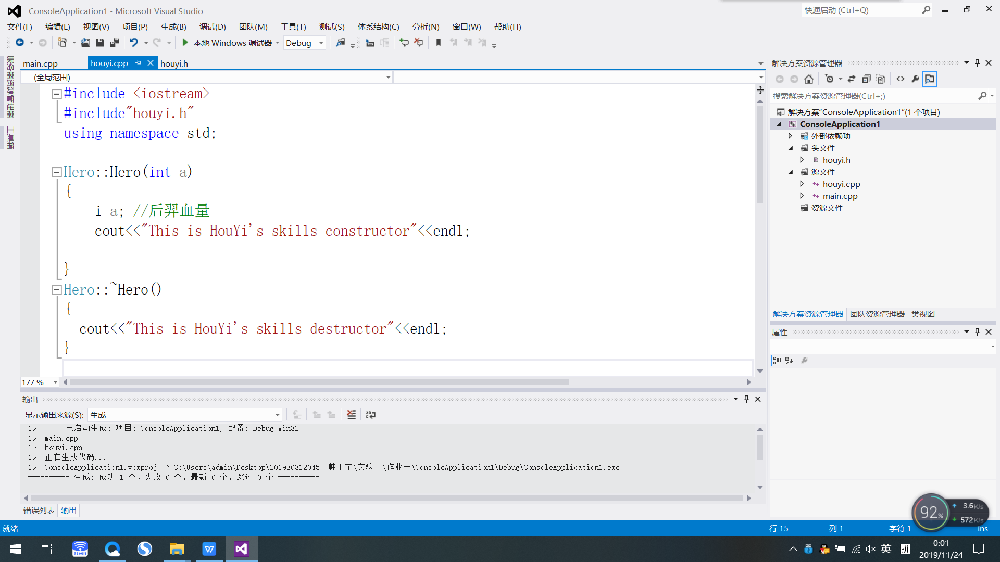 ConsoleApplication1 - Microsoft Visual Studio
快速启动 (Ctrl+Q)
文件(F) 编辑(E) 视图(V) 项目(P) 生成(B) 调试(D) 团队(M) 工具(T) 测试(S) 体系结构(C) 分析(N) 窗口(W) 帮助(H)
本地 Windows 调试器 Debug
服务器资源管理器
工具箱
main.cpp houyi.cpp houyi.h
(全局范围)
#include <iostream>
#include"houyi.h"
using namespace std;
Hero::Hero(int a)
{
i=a; //后羿血量
cout<<"This is HouYi's skills constructor"<<endl;
}
Hero::~Hero()
{
cout<<"This is HouYi's skills destructor"<<endl;
}
177 %
输出
显示输出来源(S): 生成
1>------ 已启动生成: 项目: ConsoleApplication1, 配置: Debug Win32 ------
1> main.cpp
1> houyi.cpp
1> 正在生成代码...
1> ConsoleApplication1.vcxproj -> C:\Users\admin\Desktop\201930312045 韩玉宝\实验三\作业一\ConsoleApplication1\Debug\ConsoleApplication1.exe
========== 生成: 成功 1 个，失败 0 个，最新 0 个，跳过 0 个 ==========
错误列表 输出
解决方案资源管理器
搜索解决方案资源管理器(Ctrl+;)
解决方案"ConsoleApplication1"(1 个项目)
ConsoleApplication1
外部依赖项
头文件
houyi.h
源文件
houyi.cpp
main.cpp
资源文件
解决方案资源管理器 团队资源管理器 类视图
属性
92%
3.6K/s
572K/s
就绪
行 15 列 1 字符 1 Ins
91wifi
英 拼
0:01
2019/11/24